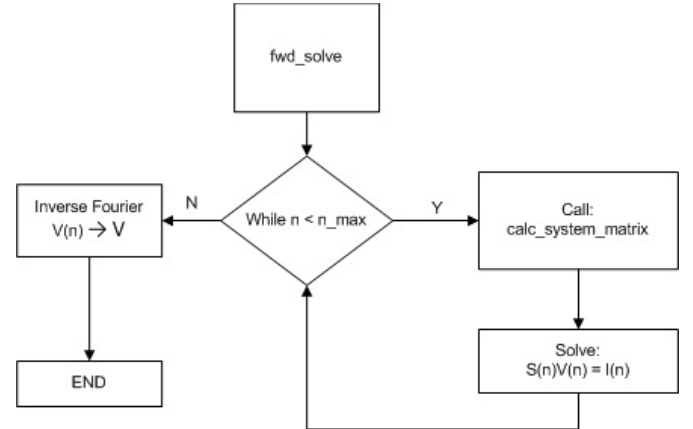 fwd_solve
N
Inverse Fourier
V(n) → V
While n < n_max
Y
Call:
calc_system_matrix
Solve:
S(n)V(n) = I(n)
END